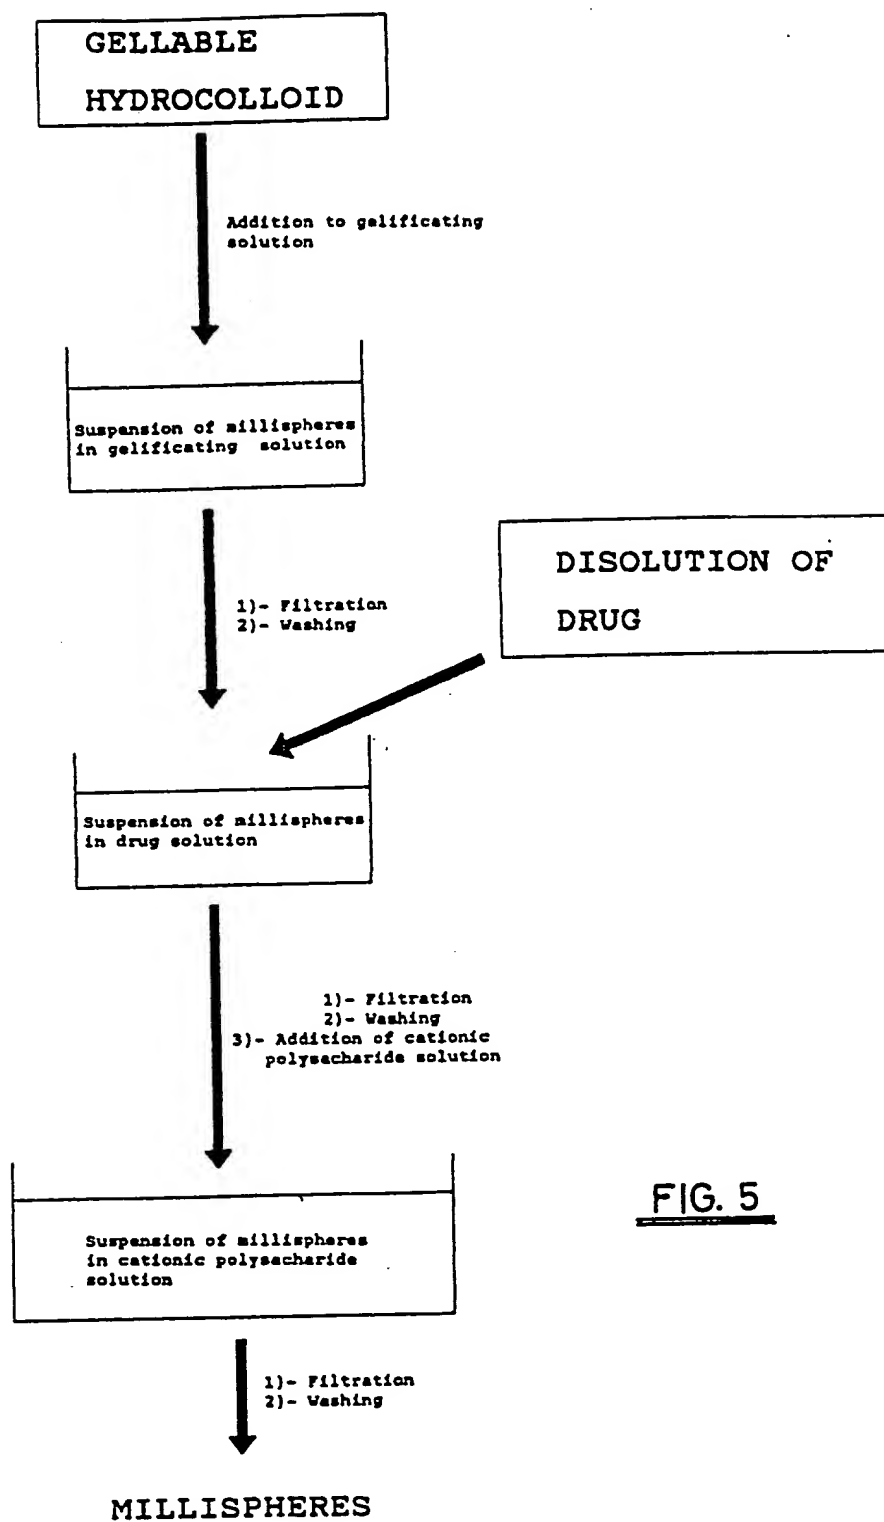 GELLABLE
HYDROCOLLOID
Addition to gelificating
solution
Suspension of millispheres
in gelificating solution
1)- Filtration
2)- Washing
DISOLUTION OF
DRUG
Suspension of millispheres
in drug solution
1)- Filtration
2)- Washing
3)- Addition of cationic
polysacharide solution
Suspension of millispheres
in cationic polysacharide
solution
FIG. 5
1)- Filtration
2)- Washing
MILLISPHERES